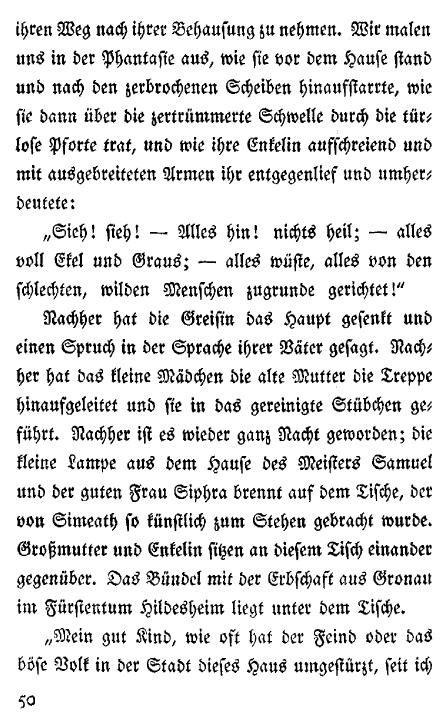 ihren Weg nach ihrer Behausung zu nehmen. Wir malen
uns in der Phantasie aus, wie sie vor dem Hause stand
und nach den zerbrochenen Scheiben hinaufstarrte, wie
sie dann über die zertrümmerte Schwelle durch die tür-
lose Pforte trat, und wie ihre Enkelin aufschreiend und
mit ausgebreiteten Armen ihr entgegenlief und umher-
deutete:
„Sieh! sieh! — Alles hin! nichts heil; — alles
voll Ekel und Graus; — alles wüste, alles von den
schlechten, wilden Menschen zugrunde gerichtet!"
Nachher hat die Greisin das Haupt gesenkt und
einen Spruch in der Sprache ihrer Väter gesagt. Nach-
her hat das kleine Mädchen die alte Mutter die Treppe
hinaufgeleitet und sie in das gereinigte Stübchen ge-
führt. Nachher ist es wieder ganz Nacht geworden; die
kleine Lampe aus dem Hause des Meisters Samuel
und der guten Frau Siphra brennt auf dem Tische, der
von Simeath so künstlich zum Stehen gebracht wurde.
Großmutter und Enkelin sitzen an diesem Tisch einander
gegenüber. Das Bündel mit der Erbschaft aus Gronau
im Fürstentum Hildesheim liegt unter dem Tische.
„Mein gut Kind, wie oft hat der Feind oder das
böse Volk in der Stadt dieses Haus umgestürzt, seit ich
50